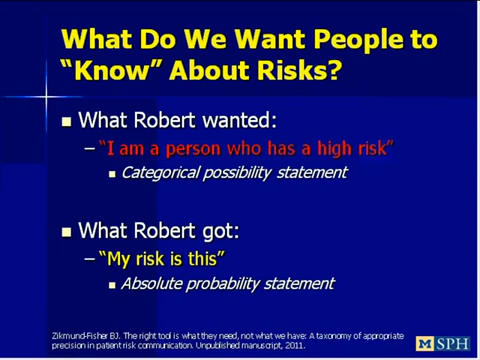 What Do We Want People to
“Know” About Risks?
What Robert wanted:
– “I am a person who has a high risk”
Categorical possibility statement
What Robert got:
– “My risk is this”
Absolute probability statement
Zikmund-Fisher BJ. The right tool is what they need, not what we have: A taxonomy of appropriate
precision in patient risk communication. Unpublished manuscript, 2011.
M SPH